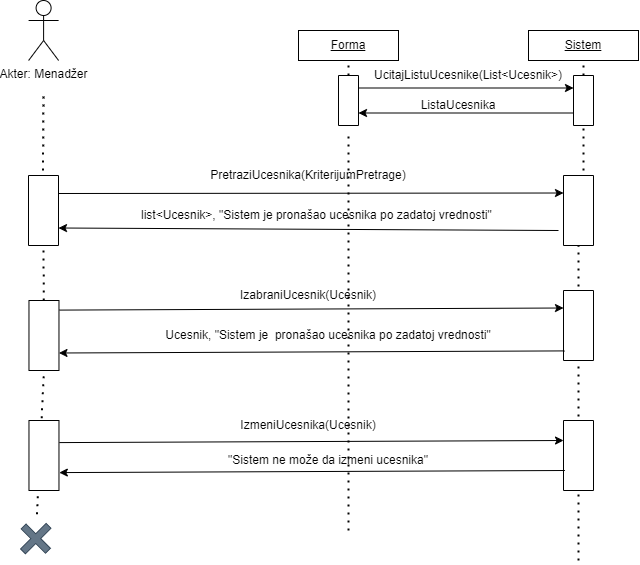 Forma
Sistem
Akter: Menadžer
UcitajListuUcesnike(List<Ucesnik>)
ListaUcesnika
PretraziUcesnika(KriterijumPretrage)
list<Ucesnik>, "Sistem je pronašao ucesnika po zadatoj vrednosti"
IzabraniUcesnik(Ucesnik)
Ucesnik, "Sistem je  pronašao ucesnika po zadatoj vrednosti"
IzmeniUcesnika(Ucesnik)
"Sistem ne može da izmeni ucesnika"